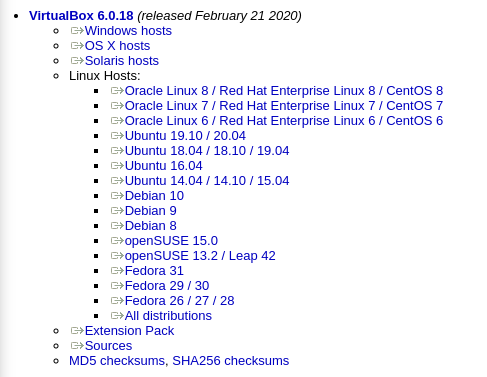 VirtualBox 6.0.18 (released February 21 2020)
Windows hosts
OS X hosts
Solaris hosts
Linux Hosts:
Oracle Linux 8 / Red Hat Enterprise Linux 8 / CentOS 8
Oracle Linux 7 / Red Hat Enterprise Linux 7 / CentOS 7
Oracle Linux 6 / Red Hat Enterprise Linux 6 / CentOS 6
Ubuntu 19.10 / 20.04
Ubuntu 18.04 / 18.10 / 19.04
Ubuntu 16.04
Ubuntu 14.04 / 14.10 / 15.04
Debian 10
Debian 9
Debian 8
openSUSE 15.0
openSUSE 13.2 / Leap 42
Fedora 31
Fedora 29 / 30
Fedora 26 / 27 / 28
All distributions
Extension Pack
Sources
MD5 checksums, SHA256 checksums